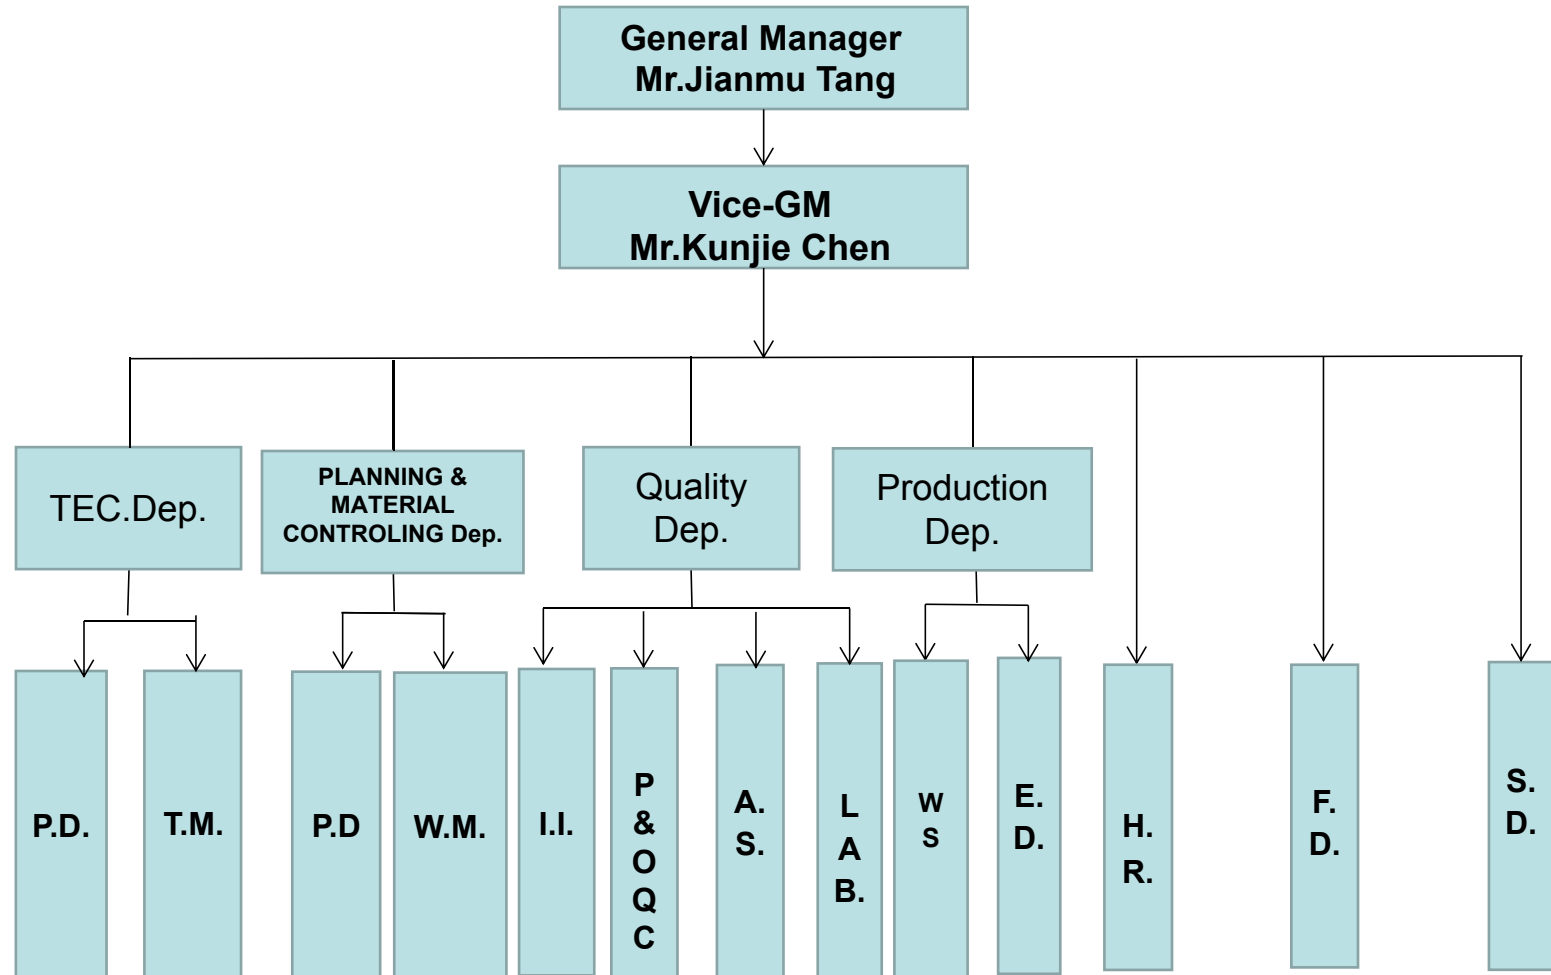 General Manager
Mr.Jianmu Tang
Vice-GM
Mr.Kunjie Chen
TEC.Dep.
PLANNING &
MATERIAL
CONTROLING Dep.
Quality
Dep.
Production
Dep.
P.D.
T.M.
P.D
W.M.
I.I.
P
&
O
Q
C
A.
S.
L
A
B.
W
S
E.
D.
H.
R.
F.
D.
S.
D.